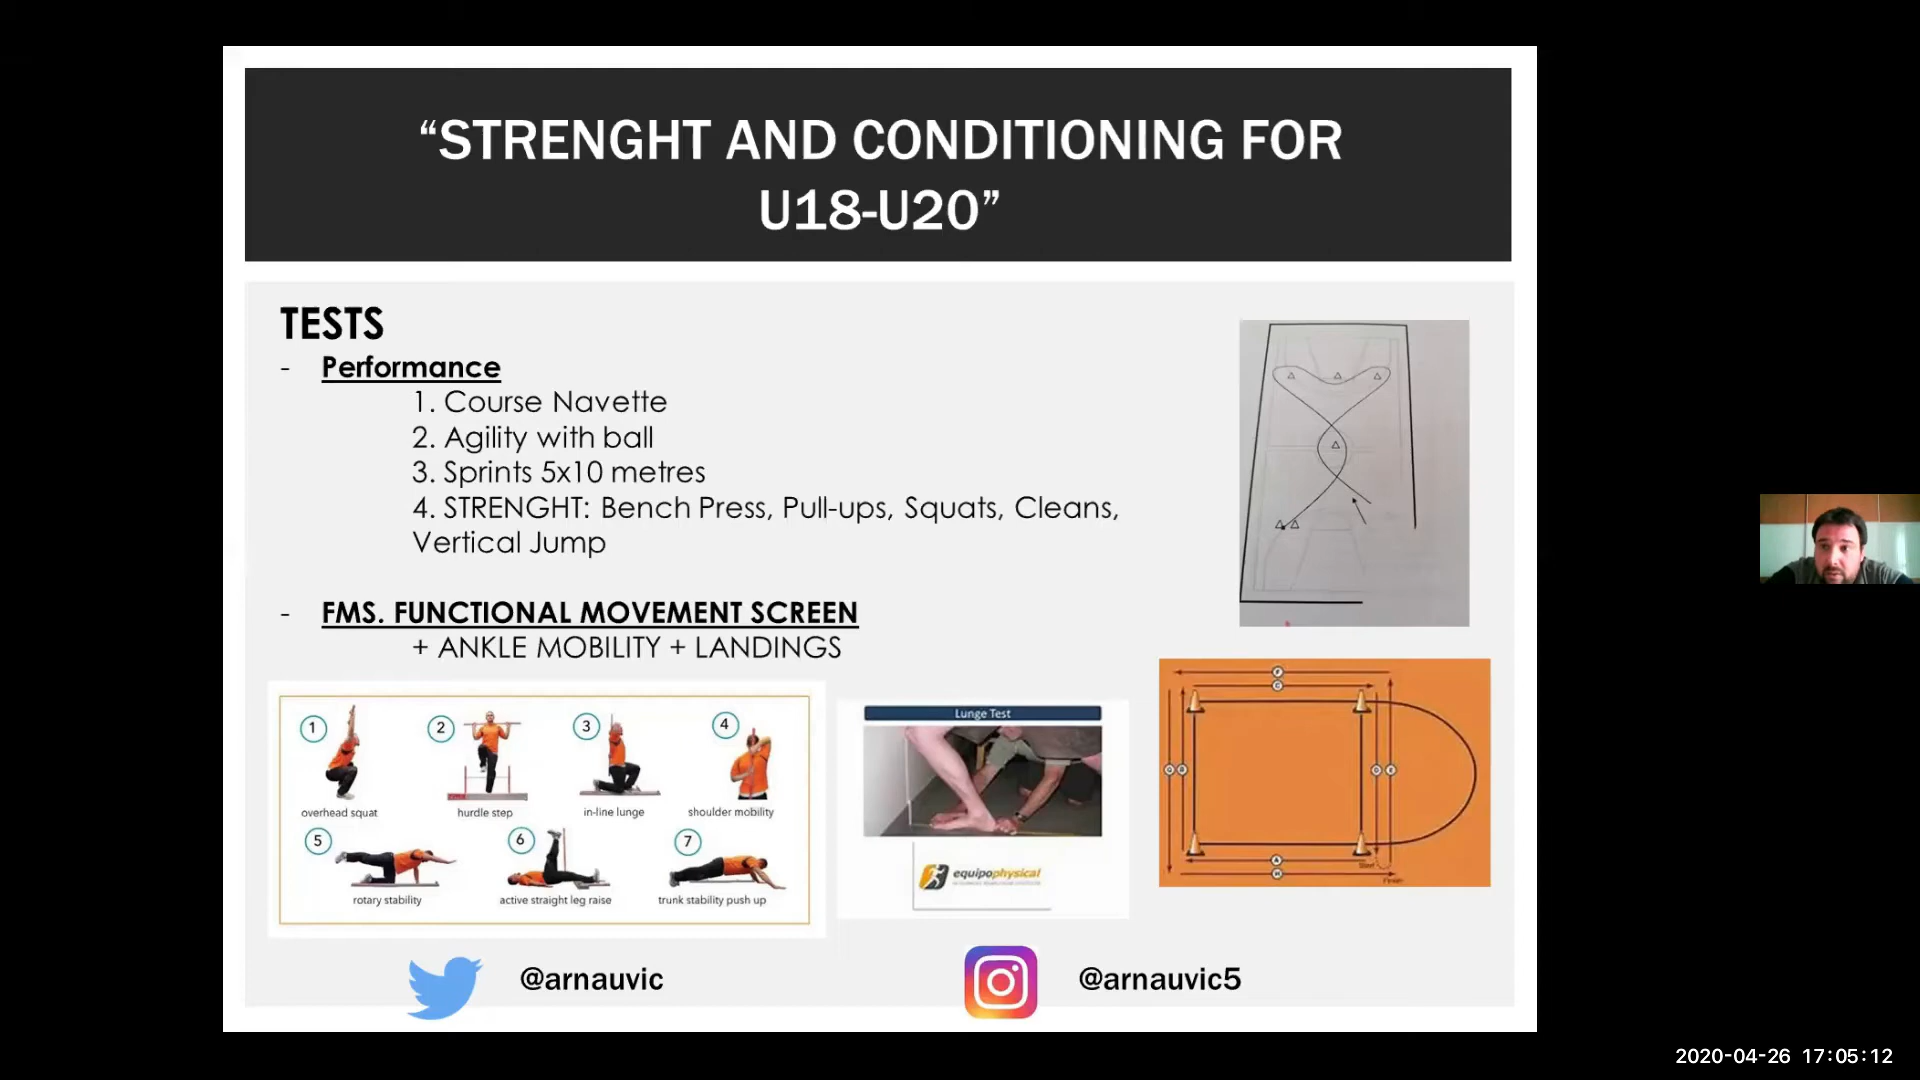 “STRENGHT AND CONDITIONING FOR
U18-U20”
TESTS
- Performance
1. Course Navette
2. Agility with ball
3. Sprints 5x10 metres
4. STRENGHT: Bench Press, Pull-ups, Squats, Cleans,
Vertical Jump
- FMS. FUNCTIONAL MOVEMENT SCREEN
+ ANKLE MOBILITY + LANDINGS
1
2
3
4
overhead squat
hurdle step
in-line lunge
shoulder mobility
5
6
7
rotary stability
active straight leg raise
trunk stability push up
Lunge Test
equipophysical
F
C
G B
D E
A
H
Start
Finish
@arnauvic
@arnauvic5
2020-04-26 17:05:12